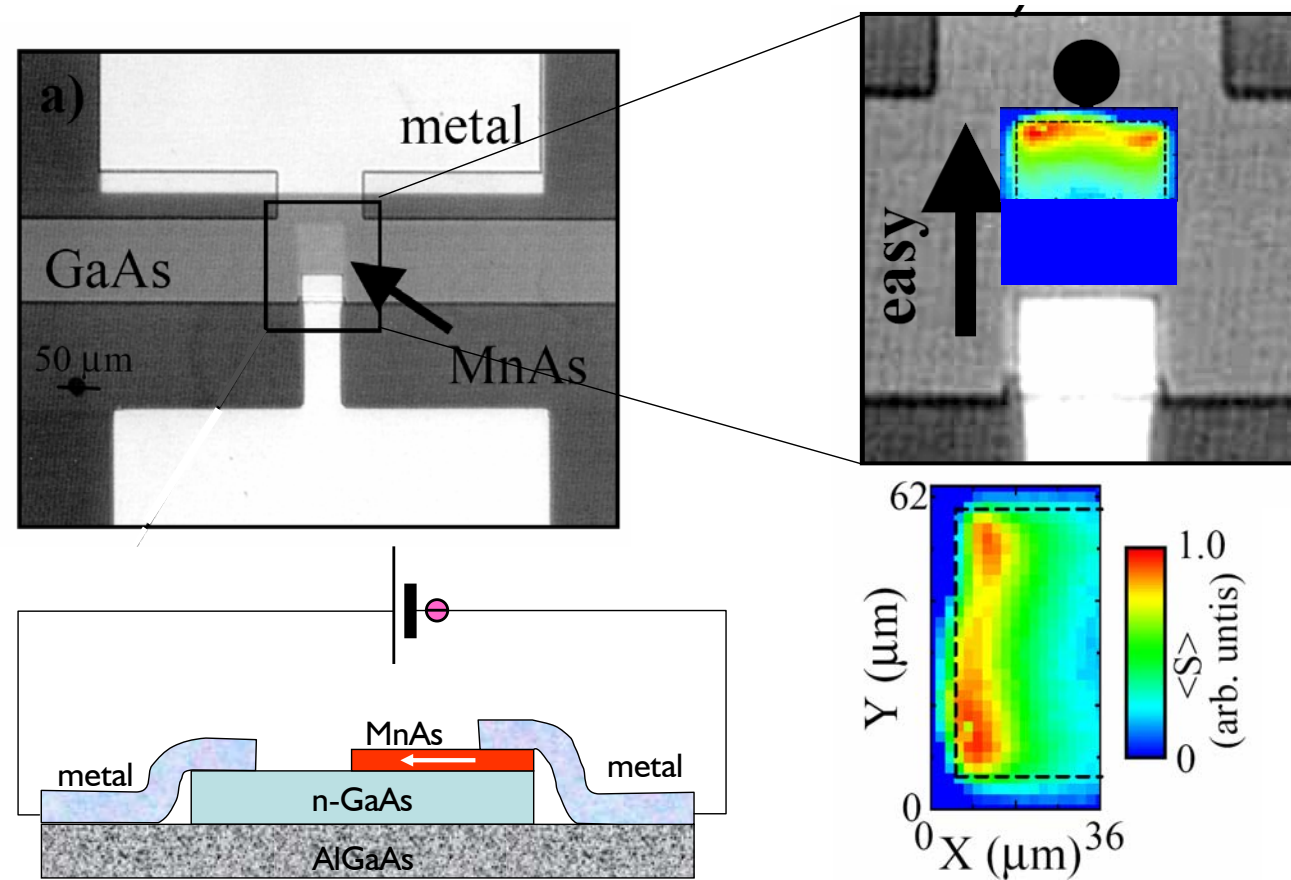 a)
metal
GaAs
50 μm
MnAs
easy
62
Y (μm)
0
0
X (μm)
36
1.0
<S>
(arb. untis)
0
MnAs
metal
metal
n-GaAs
AlGaAs